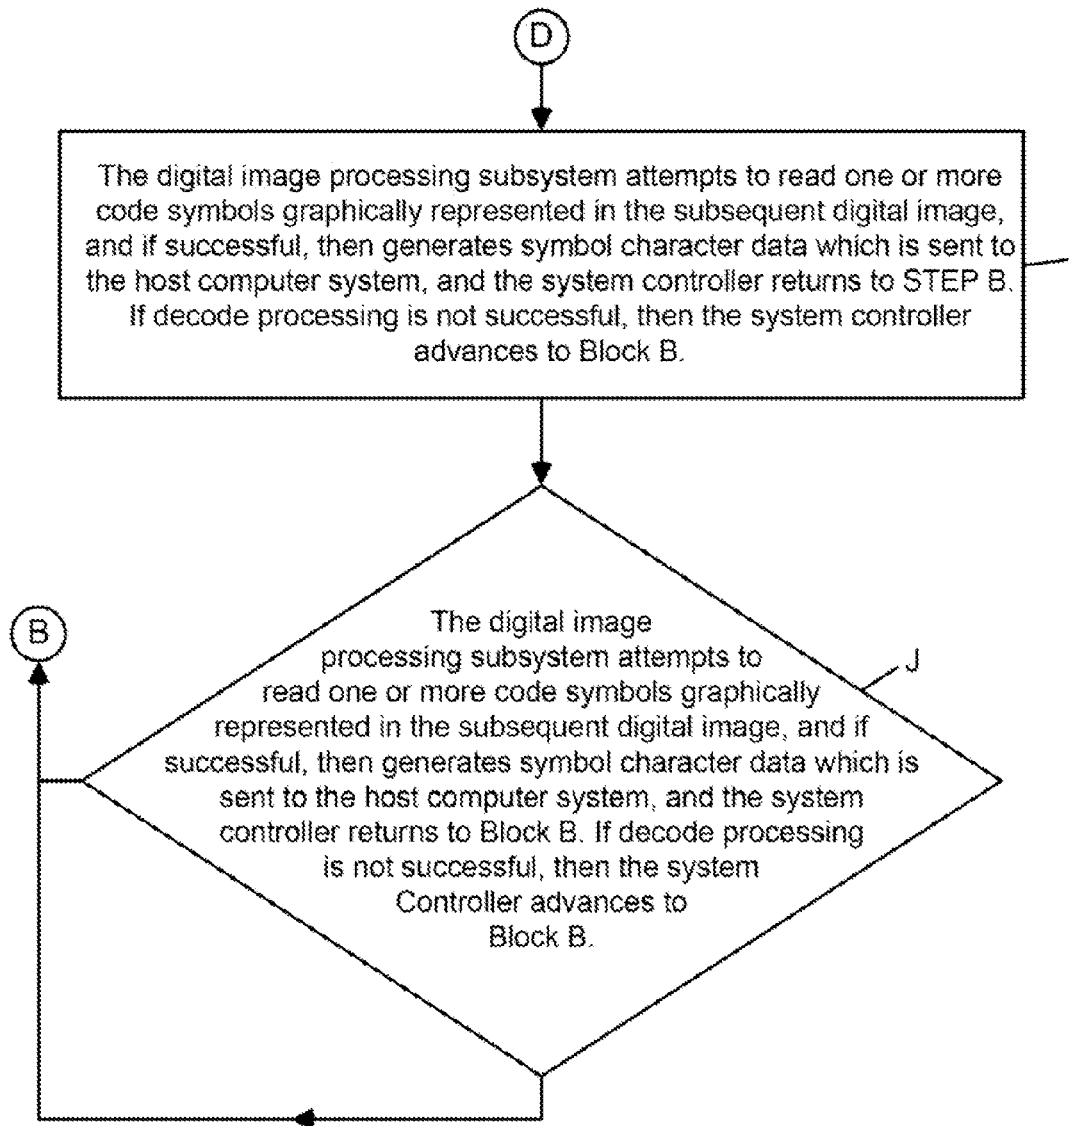 D
The digital image processing subsystem attempts to read one or more
code symbols graphically represented in the subsequent digital image,
and if successful, then generates symbol character data which is sent to
the host computer system, and the system controller returns to STEP B.
If decode processing is not successful, then the system controller
advances to Block B.
B
The digital image
processing subsystem attempts to
J
read one or more code symbols graphically
represented in the subsequent digital image, and if
successful, then generates symbol character data which is
sent to the host computer system, and the system
controller returns to Block B. If decode processing
is not successful, then the system
Controller advances to
Block B.